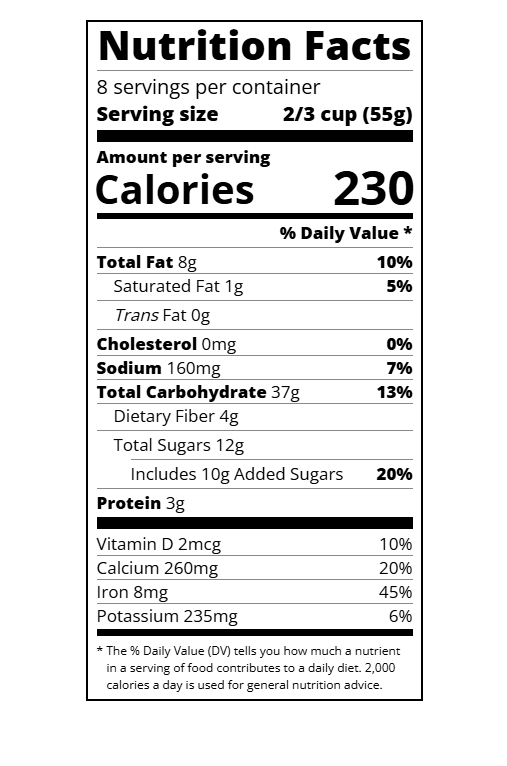 Nutrition Facts
8 servings per container
Serving size 2/3 cup (55g)
Amount per serving
Calories 230
% Daily Value *
Total Fat 8g 10%
Saturated Fat 1g 5%
Trans Fat 0g
Cholesterol 0mg 0%
Sodium 160mg 7%
Total Carbohydrate 37g 13%
Dietary Fiber 4g
Total Sugars 12g
Includes 10g Added Sugars 20%
Protein 3g
Vitamin D 2mcg 10%
Calcium 260mg 20%
Iron 8mg 45%
Potassium 235mg 6%
* The % Daily Value (DV) tells you how much a nutrient
in a serving of food contributes to a daily diet. 2,000
calories a day is used for general nutrition advice.